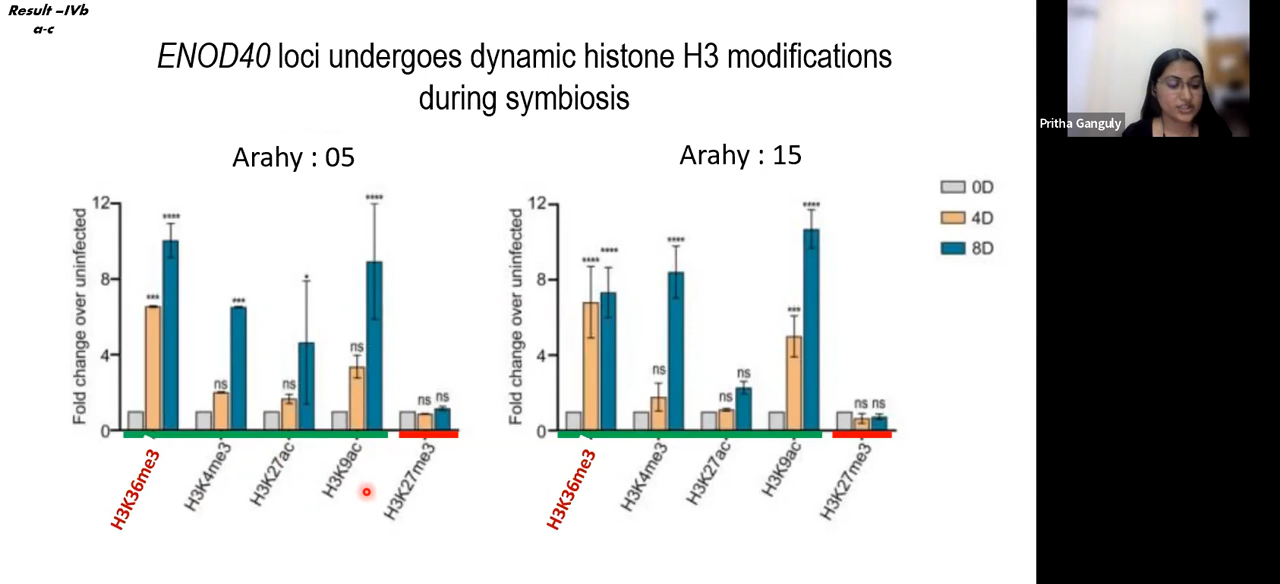 Result –IVb
a-c
ENOD40 loci undergoes dynamic histone H3 modifications
during symbiosis
Pritha Ganguly
Arahy : 05
Fold change over uninfected
12
8
4
0
***
****
ns
***
ns
*
ns
****
ns ns
H3K36me3
H3K4me3
H3K27ac
H3K9ac
H3K27me3
Arahy : 15
Fold change over uninfected
12
8
4
0
****
****
ns
****
ns
ns
***
****
ns ns
H3K36me3
H3K4me3
H3K27ac
H3K9ac
H3K27me3
0D
4D
8D